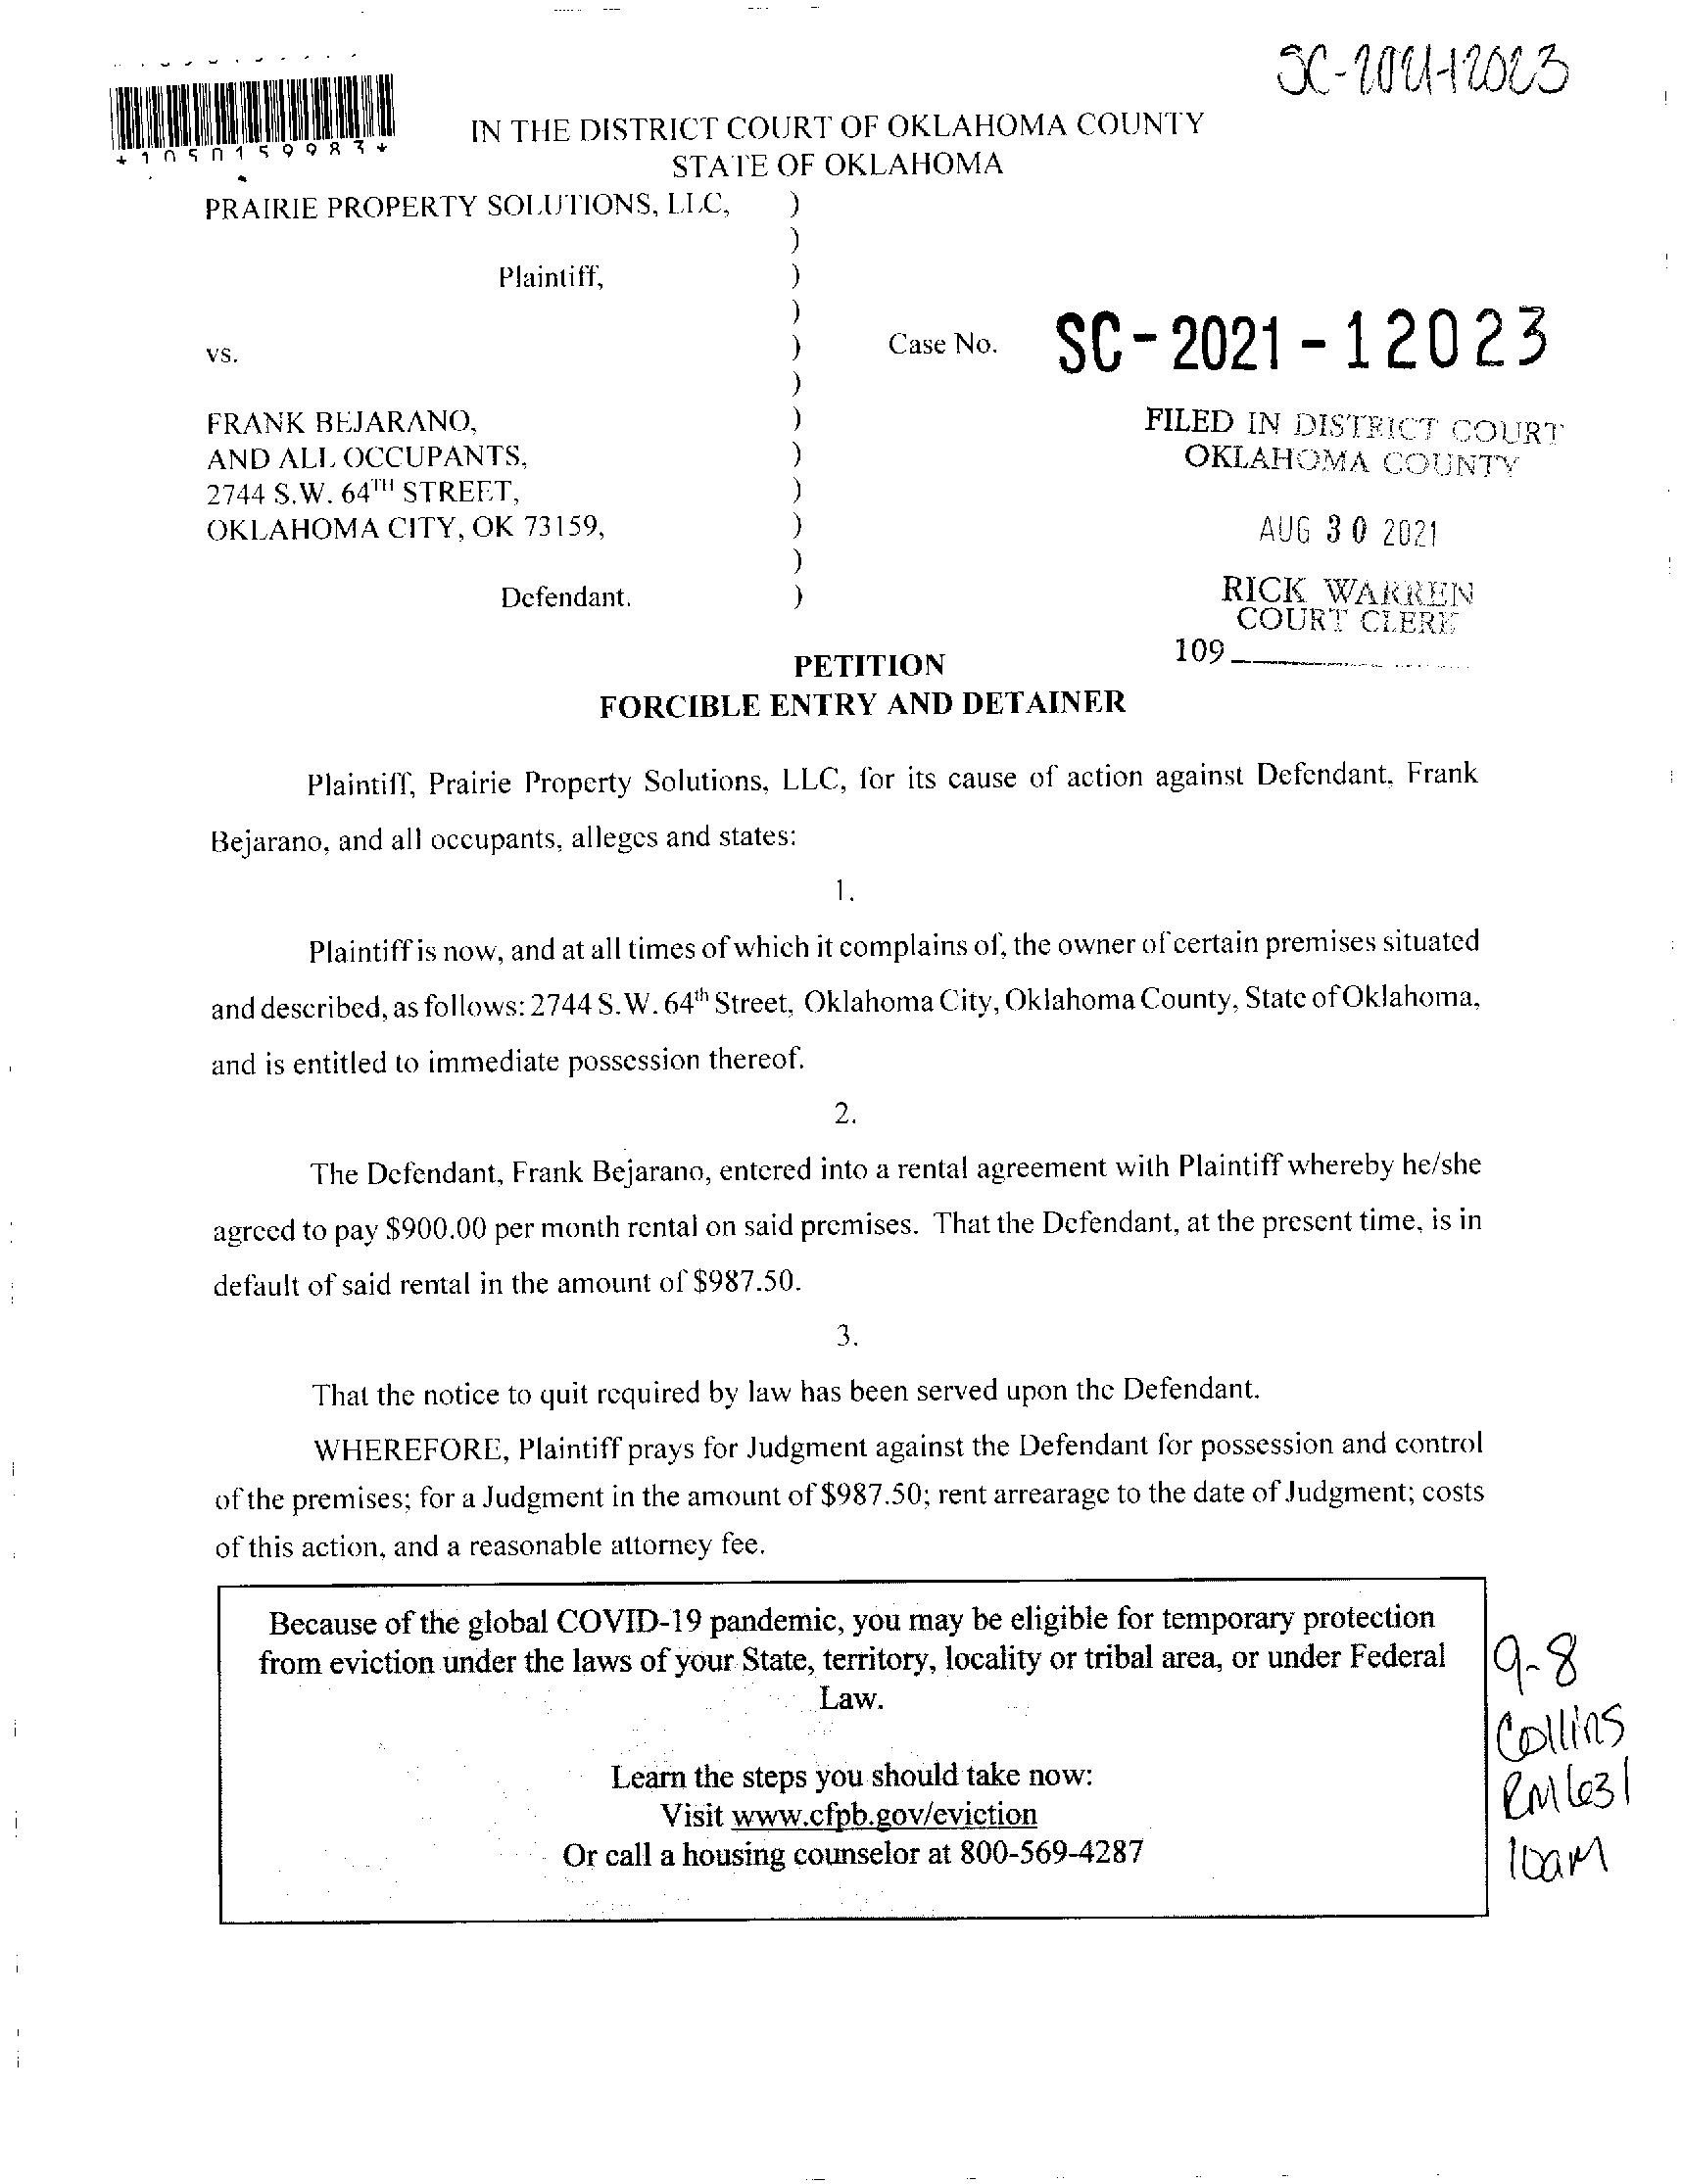 SC-2021-12023
*1050159983*
IN THE DISTRICT COURT OF OKLAHOMA COUNTY
STATE OF OKLAHOMA
PRAIRIE PROPERTY SOLUTIONS, LLC, )
)
Plaintiff, )
)
vs. ) Case No. SC-2021-12023
)
FRANK BEJARANO, )
AND ALL OCCUPANTS, )
2744 S.W. 64TH STREET, )
OKLAHOMA CITY, OK 73159, )
)
Defendant. )
FILED IN DISTRICT COURT
OKLAHOMA COUNTY
AUG 30 2021
RICK WARREN
COURT CLERK
109
PETITION
FORCIBLE ENTRY AND DETAINER
Plaintiff, Prairie Property Solutions, LLC, for its cause of action against Defendant, Frank
Bejarano, and all occupants, alleges and states:
1.
Plaintiff is now, and at all times of which it complains of, the owner of certain premises situated
and described, as follows: 2744 S.W. 64th Street, Oklahoma City, Oklahoma County, State of Oklahoma,
and is entitled to immediate possession thereof.
2.
The Defendant, Frank Bejarano, entered into a rental agreement with Plaintiff whereby he/she
agreed to pay $900.00 per month rental on said premises. That the Defendant, at the present time, is in
default of said rental in the amount of $987.50.
3.
That the notice to quit required by law has been served upon the Defendant.
WHEREFORE, Plaintiff prays for Judgment against the Defendant for possession and control
of the premises; for a Judgment in the amount of $987.50; rent arrearage to the date of Judgment; costs
of this action, and a reasonable attorney fee.
Because of the global COVID-19 pandemic, you may be eligible for temporary protection
from eviction under the laws of your State, territory, locality or tribal area, or under Federal
Law.
Learn the steps you should take now:
Visit www.cfpb.gov/eviction
Or call a housing counselor at 800-569-4287
9-8
Collins
RM 631
10am